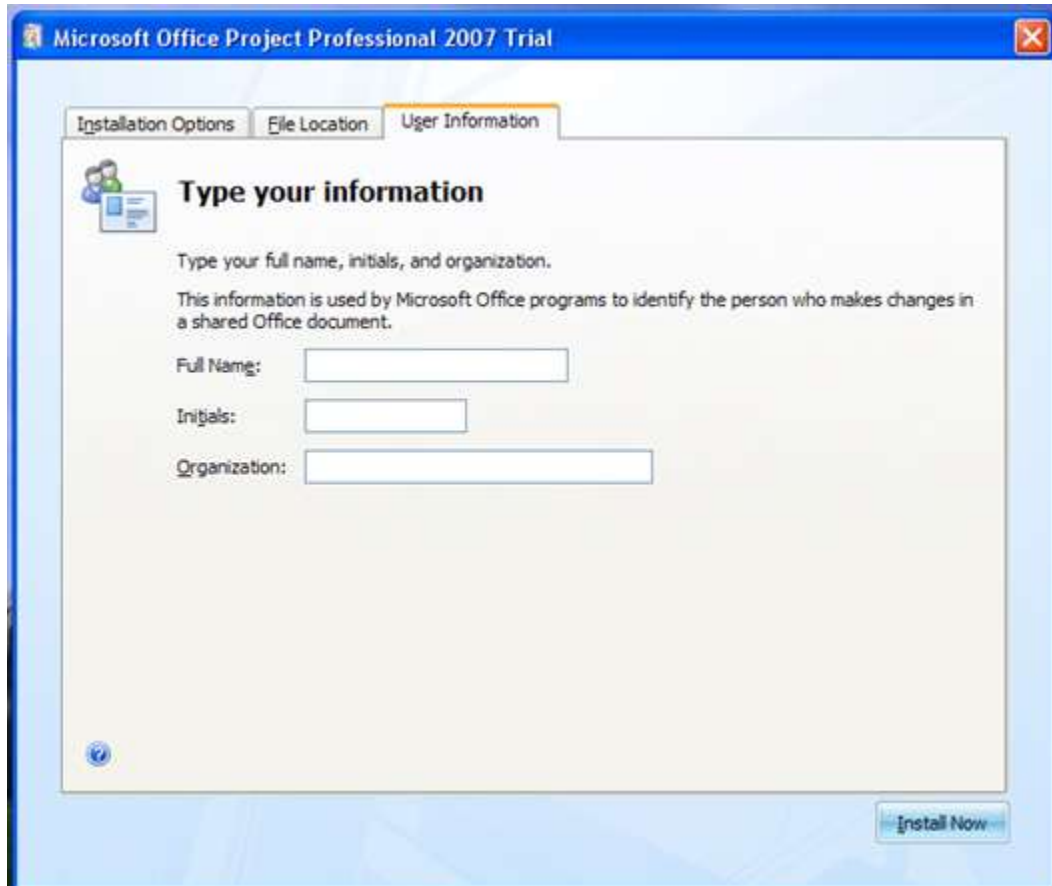 Microsoft Office Project Professional 2007 Trial
Installation Options File Location User Information
Type your information
Type your full name, initials, and organization.
This information is used by Microsoft Office programs to identify the person who makes changes in
a shared Office document.
Full Name:
Initials:
Organization:
Install Now